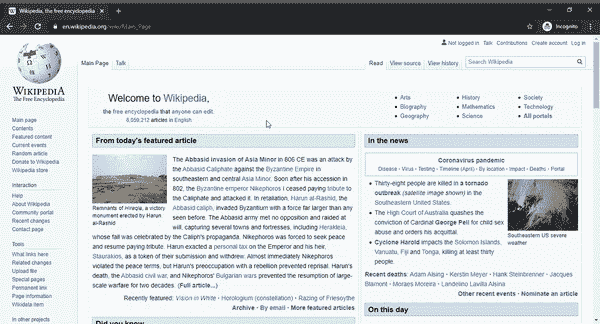 Wikipedia, the free encyclopedia
Incognito
en.wikipedia.org/wiki/Main_Page
Not logged in Talk Contributions Create account Log in
Main Page Talk
Read View source View history Search Wikipedia
WIKIPEDIA
The Free Encyclopedia
Main page
Contents
Featured content
Current events
Random article
Donate to Wikipedia
Wikipedia store
Interaction
Help
About Wikipedia
Community portal
Recent changes
Contact page
Tools
What links here
Related changes
Upload file
Special pages
Permanent link
Page information
Wikidata item
In other projects
Welcome to Wikipedia,
the free encyclopedia that anyone can edit.
6,059,212 articles in English
Arts
Biography
Geography
History
Mathematics
Science
Society
Technology
All portals
From today's featured article
Remnants of Hiraqla, a victory
monument erected by Harun
al-Rashid
The Abbasid invasion of Asia Minor in 806 CE was an attack by
the Abbasid Caliphate against the Byzantine Empire in
southeastern and central Asia Minor. Soon after his accession in
802, the Byzantine emperor Nikephoros I ceased paying tribute to
the Caliphate and attacked it. In retaliation, Harun al-Rashid, the
Abbasid caliph, invaded Byzantium with a force far larger than any
seen before. The Abbasid army met no opposition and raided at
will, capturing several towns and fortresses, including Herakleia,
whose fall was celebrated by the Caliph's propaganda. Nikephoros was forced to seek peace
and resume paying tribute. Harun exacted a personal tax on the Emperor and his heir,
Staurakios, as a token of their submission and withdrew. Almost immediately Nikephoros
violated the peace terms, but Harun's preoccupation with a rebellion prevented reprisal. Harun's
death, the Abbasid civil war, and Nikephoros' Bulgarian wars prevented the resumption of large-
scale warfare for two decades. (Full article...)
Recently featured: Vision in White · Horologium (constellation) · Razing of Friesoythe
Archive · By email · More featured articles
Did you know
In the news
Coronavirus pandemic
Disease · Virus · Testing · Timeline (April) · By location · Impact · Deaths · Portal
Thirty-eight people are killed in a tornado
outbreak (satellite image shown) in the
Southeastern United States.
The High Court of Australia quashes the
conviction of Cardinal George Pell for child sex
abuse and orders his acquittal.
Cyclone Harold impacts the Solomon Islands,
Vanuatu, Fiji and Tonga, killing at least thirty
people.
Southeastern US severe
weather
Recent deaths: Adam Alsing · Kerstin Meyer · Hank Steinbrenner · Jacques
Blamont · Moraes Moreira · Landelino Lavilla Alsina
Other recent events · Nominate an article
On this day